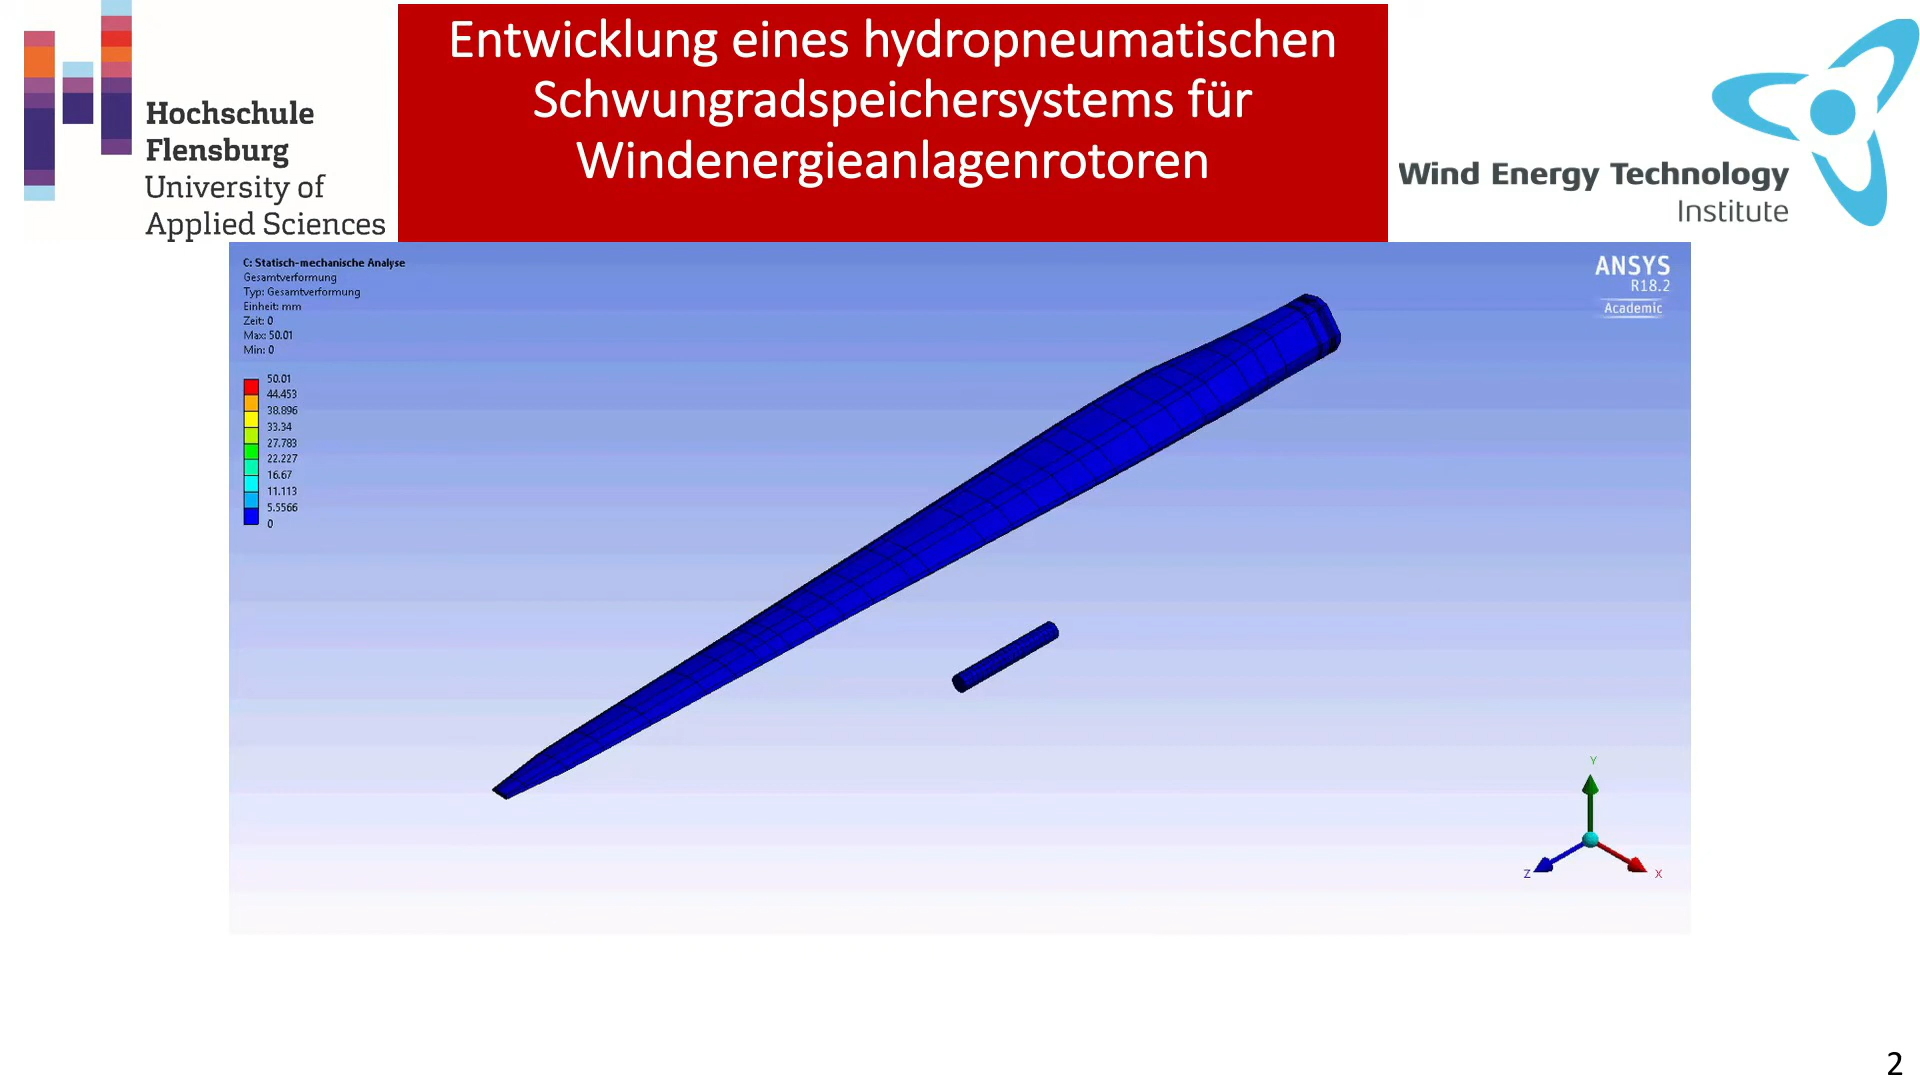 Hochschule
Flensburg
University of
Applied Sciences
Entwicklung eines hydropneumatischen
Schwungradspeichersystems für
Windenergieanlagenrotoren
Wind Energy Technology
Institute
C: Statisch-mechanische Analyse
Gesamtverformung
Typ: Gesamtverformung
Einheit: mm
Zeit: 0
Max: 50.01
Min: 0
50.01
44.453
38.896
33.34
27.783
22.227
16.67
11.113
5.5566
0
ANSYS
R18.2
Academic
Y
Z
X
2